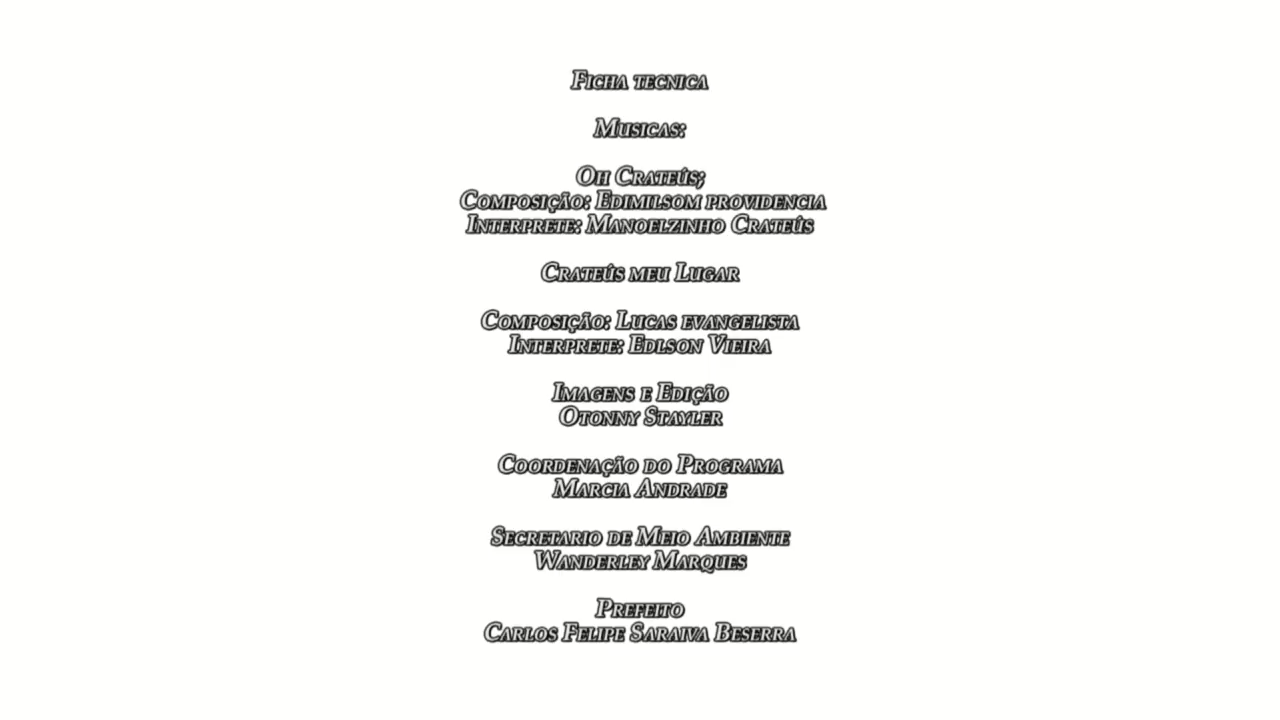 Ficha tecnica
Musicas:
Oh Crateús;
Composição: Edimilsom providencia
Interprete: Manoelzinho Crateús
Crateús meu Lugar
Composição: Lucas evangelista
Interprete: Edlson Vieira
Imagens e Edição
Otonny Stayler
Coordenação do Programa
Marcia Andrade
Secretario de Meio Ambiente
Wanderley Marques
Prefeito
Carlos Felipe Saraiva Beserra